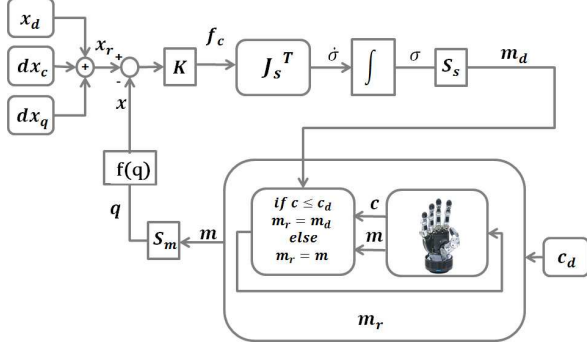 x_d
dx_c
dx_q
+
x_r
+
-
x
K
f_c
J_s^T
σ̇
∫
σ
S_s
m_d
f(q)
q
S_m
m
if c ≤ c_d
m_r = m_d
else
m_r = m
c
m
c_d
m_r